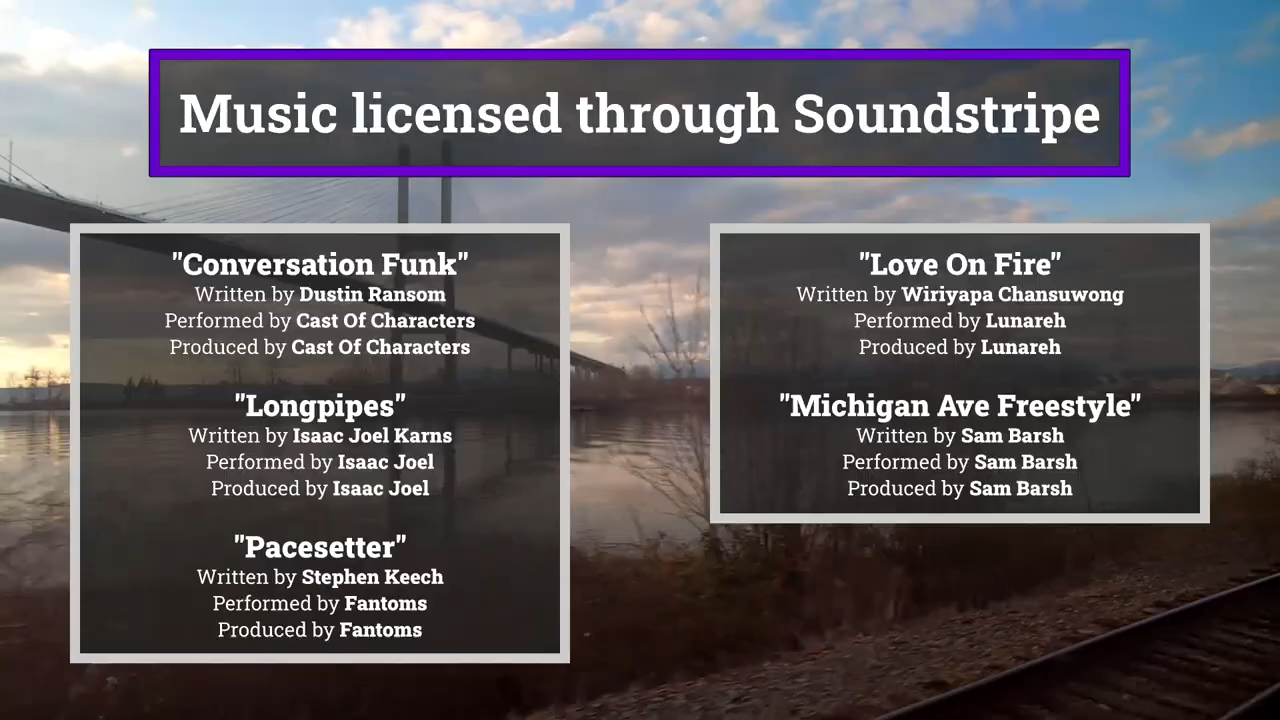 Music licensed through Soundstripe
"Conversation Funk"
Written by Dustin Ransom
Performed by Cast Of Characters
Produced by Cast Of Characters
"Longpipes"
Written by Isaac Joel Karns
Performed by Isaac Joel
Produced by Isaac Joel
"Pacesetter"
Written by Stephen Keech
Performed by Fantoms
Produced by Fantoms
"Love On Fire"
Written by Wiriyapa Chansuwong
Performed by Lunareh
Produced by Lunareh
"Michigan Ave Freestyle"
Written by Sam Barsh
Performed by Sam Barsh
Produced by Sam Barsh